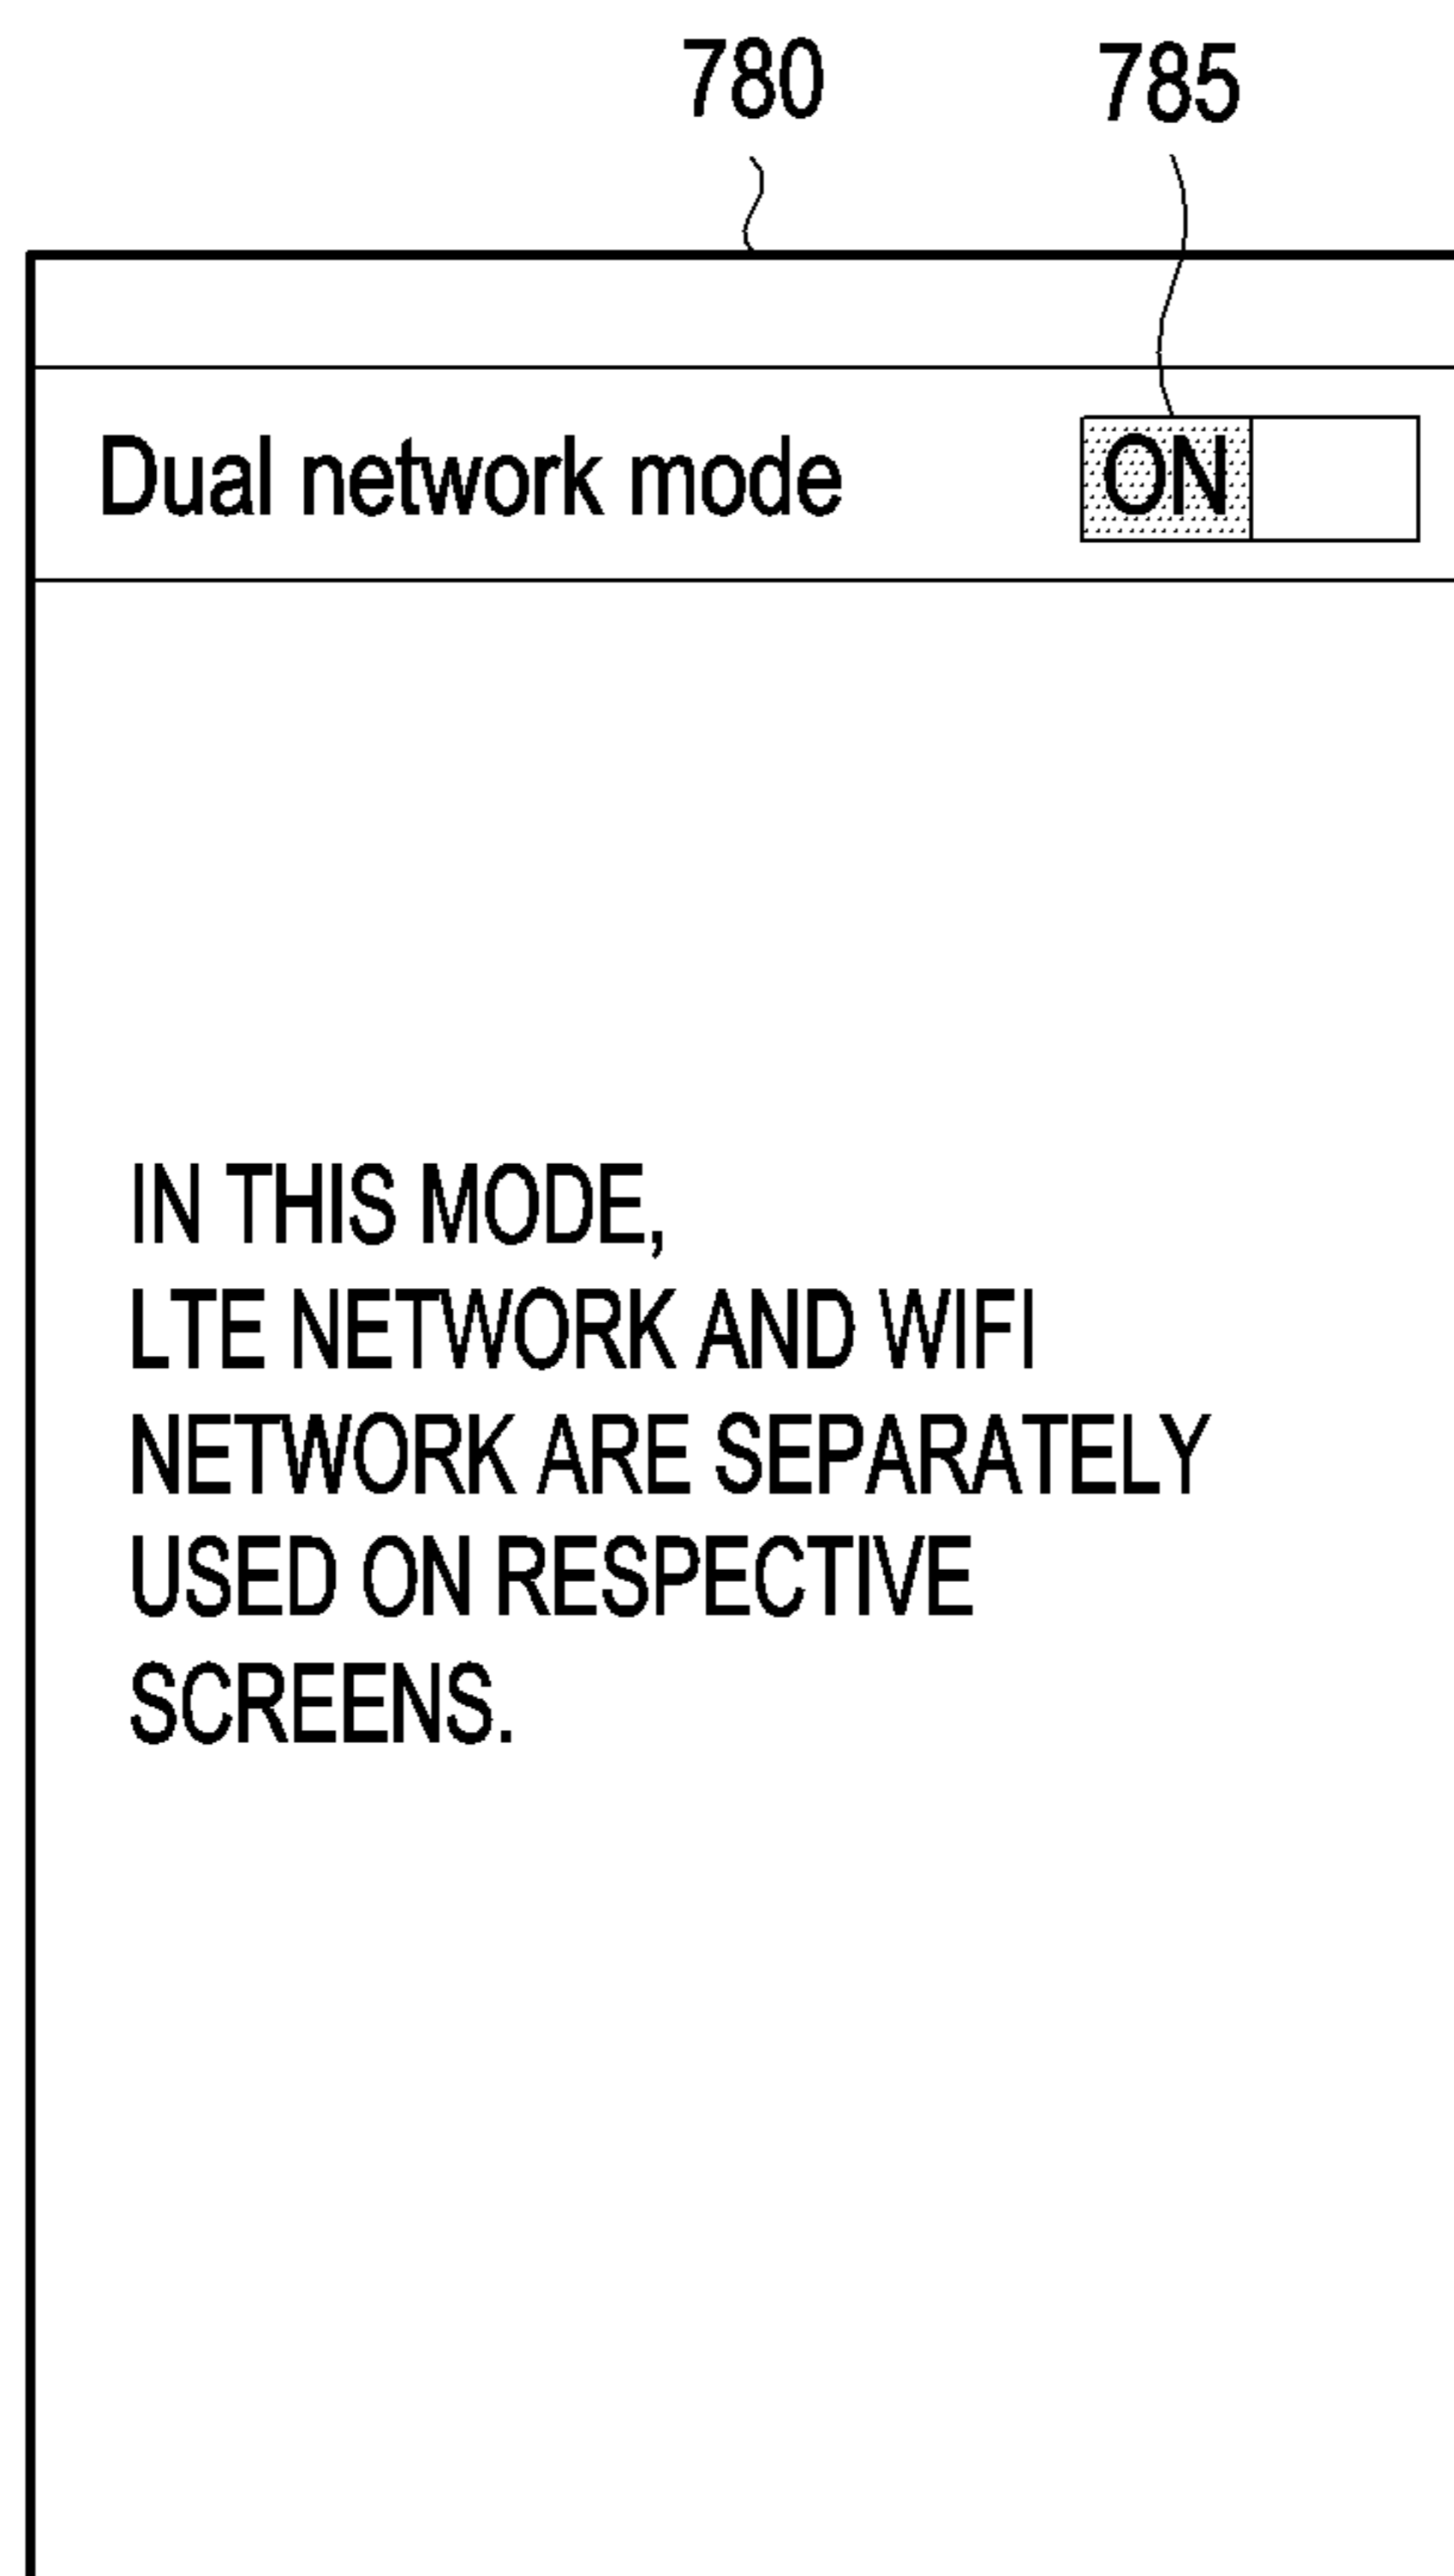 780 785
Dual network mode ON
IN THIS MODE,
LTE NETWORK AND WIFI
NETWORK ARE SEPARATELY
USED ON RESPECTIVE
SCREENS.